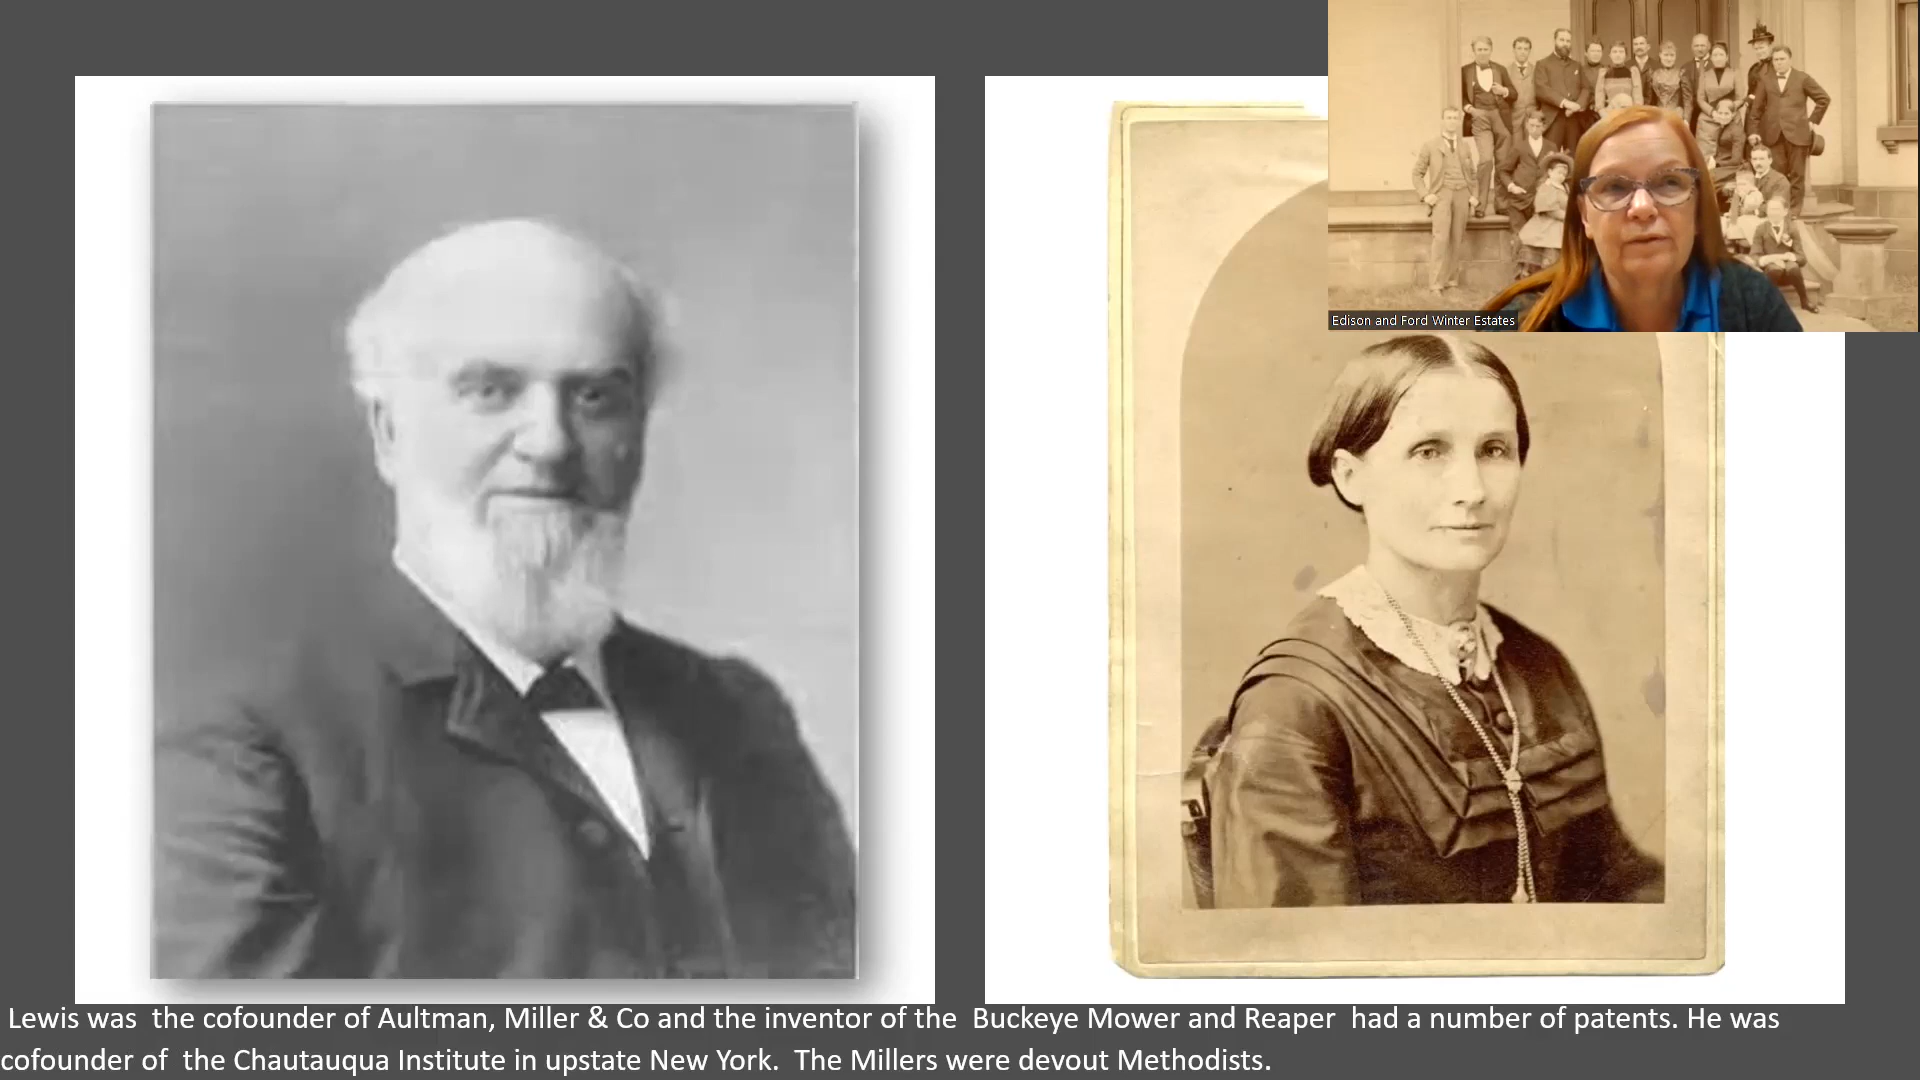 Edison and Ford Winter Estates
Lewis was the cofounder of Aultman, Miller & Co and the inventor of the Buckeye Mower and Reaper had a number of patents. He was
cofounder of the Chautauqua Institute in upstate New York. The Millers were devout Methodists.